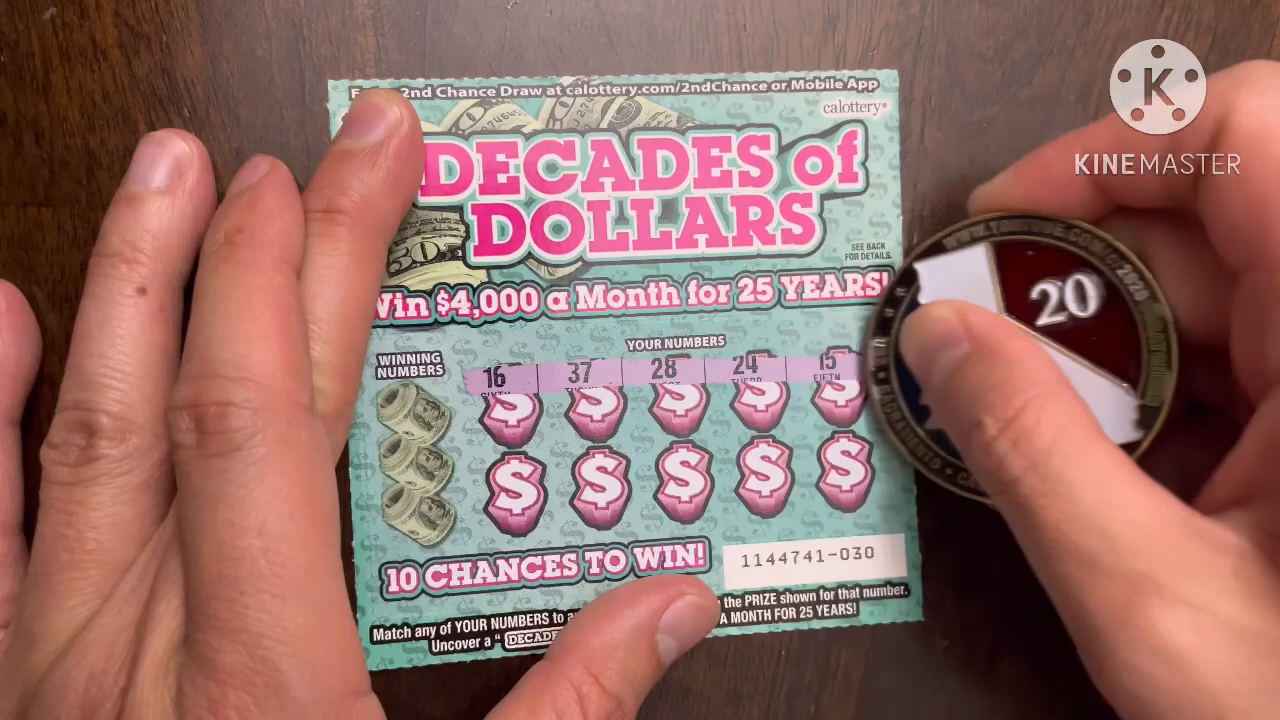 2nd Chance Draw at calottery.com/2ndChance or Mobile App
calottery®
DECADES of
DOLLARS
SEE BACK
FOR DETAILS.
Win $4,000 a Month for 25 YEARS!
YOUR NUMBERS
WINNING
NUMBERS
16 37 28 24 15
10 CHANCES TO WIN!
1144741-030
Match any of YOUR NUMBERS to the PRIZE shown for that number.
Uncover a "DECADE A MONTH FOR 25 YEARS!
20
K
KINEMASTER